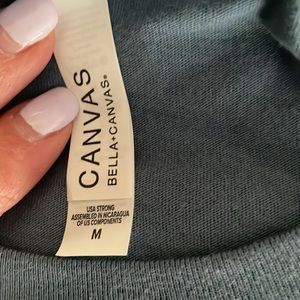 CANVAS
BELLA+CANVAS®
USA STRONG
ASSEMBLED IN NICARAGUA
OF US COMPONENTS
M